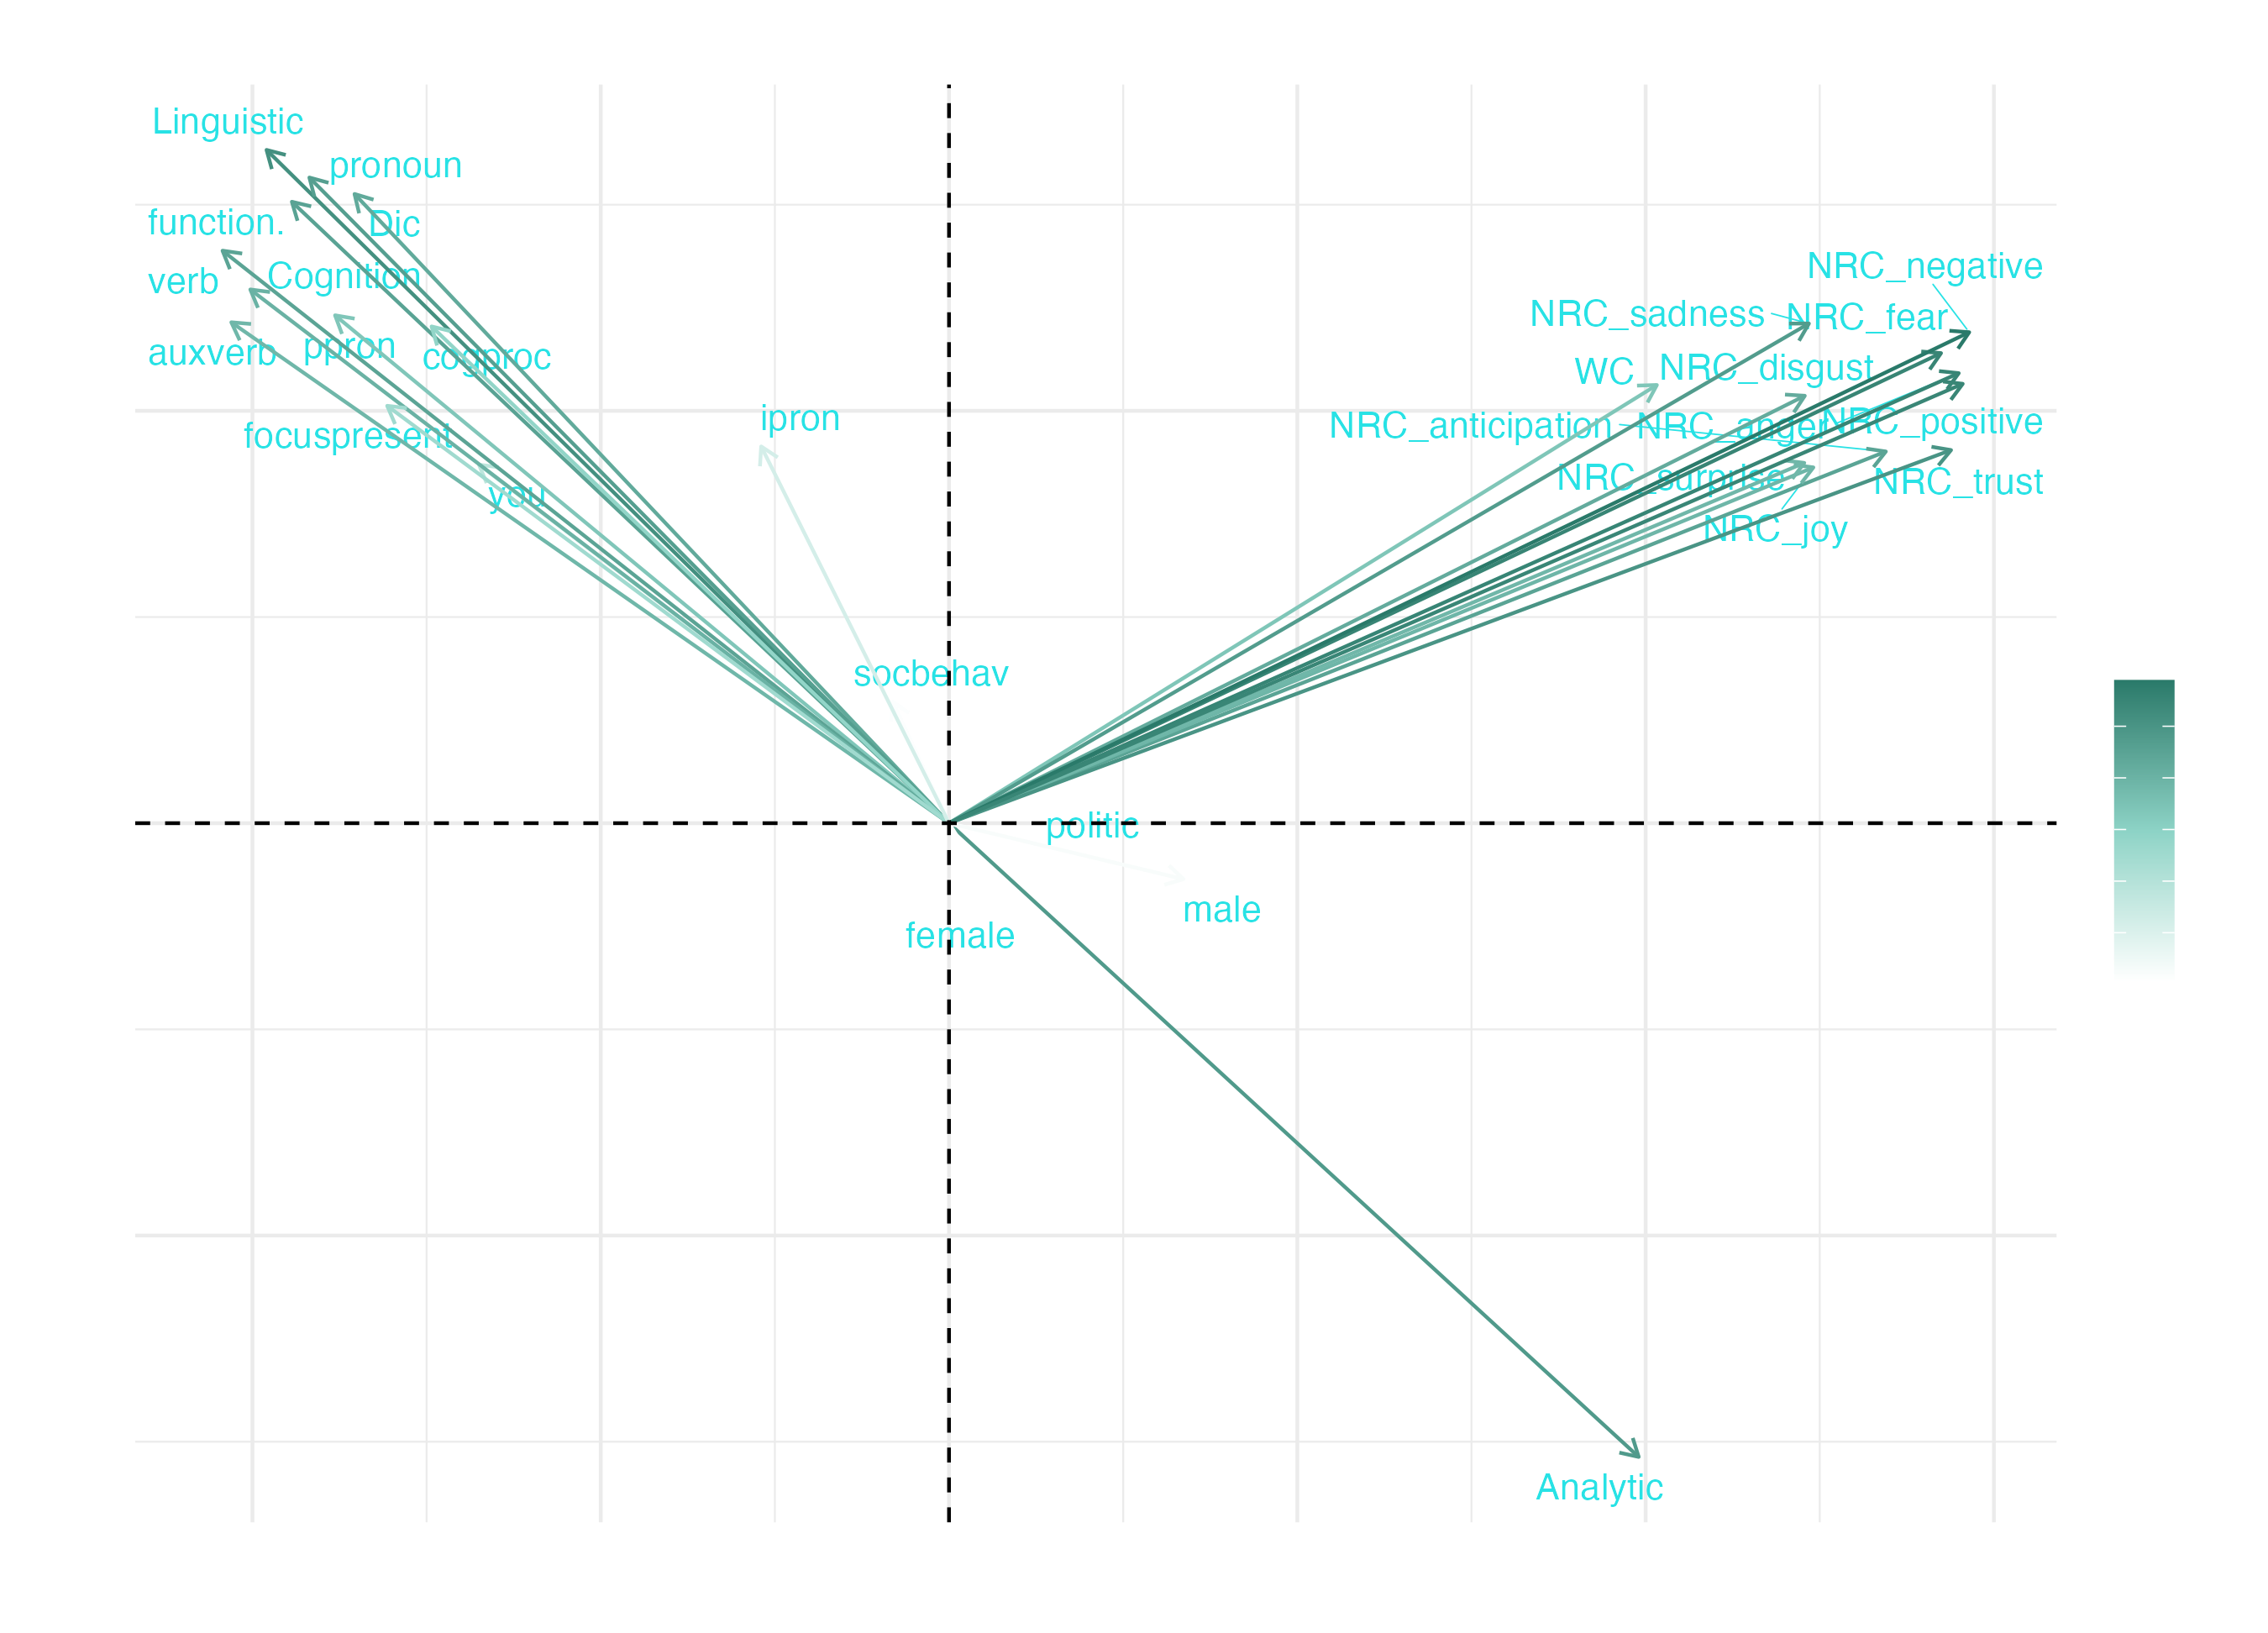 Linguistic
pronoun
function.
Dic
verb
Cognition
auxverb
ppron
cogproc
focuspresent
you
ipron
socbehav
NRC_negative
NRC_sadness
NRC_fear
WC
NRC_disgust
NRC_anticipation
NRC_anger
NRC_positive
NRC_surprise
NRC_trust
NRC_joy
politic
male
female
Analytic